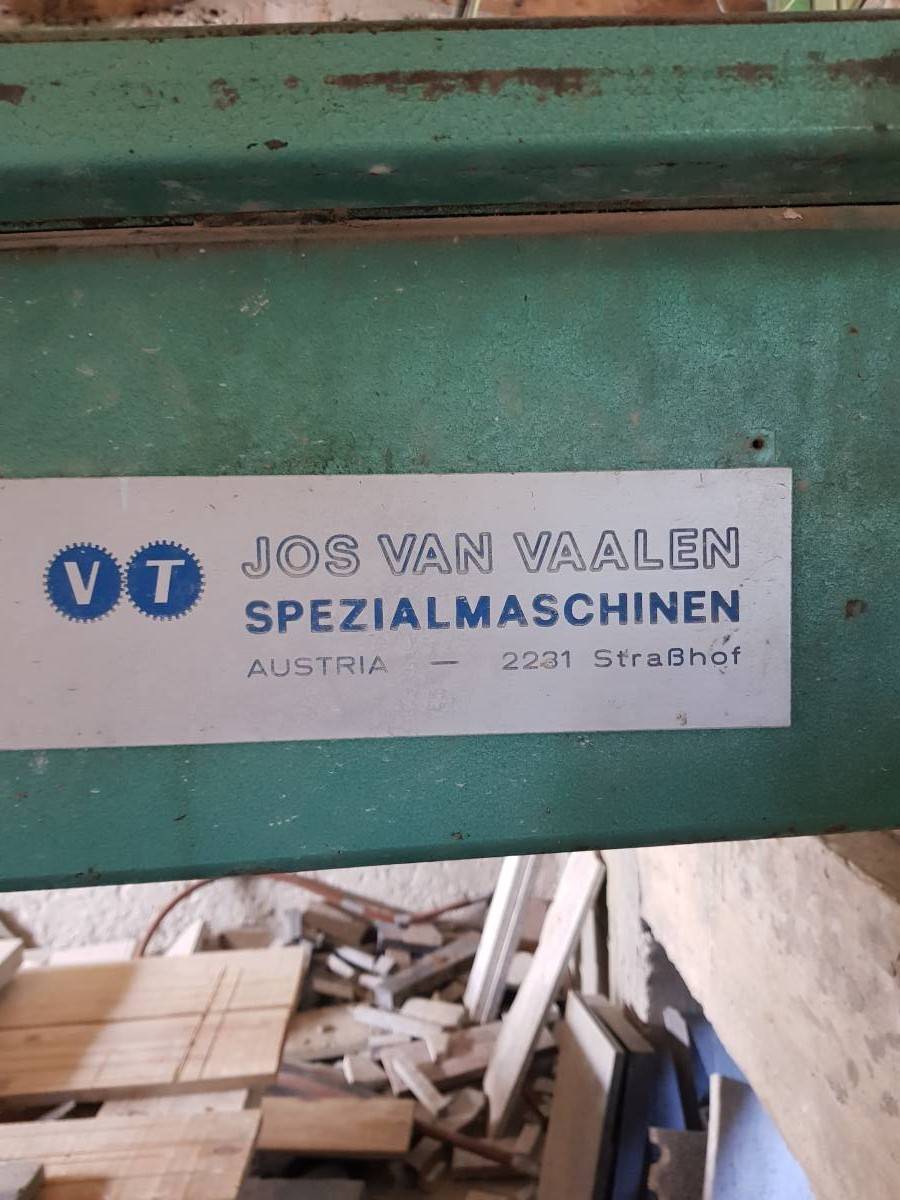 VT
JOS VAN VAALEN
SPEZIALMASCHINEN
AUSTRIA — 2231 Straßhof